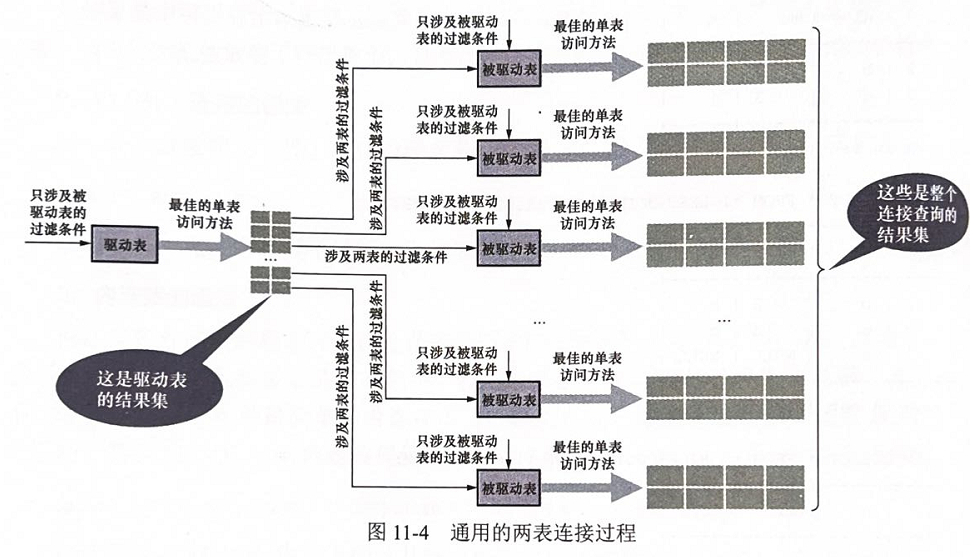 只涉及被驱动
表的过滤条件
最佳的单表
访问方法
被驱动表
涉及两表的过滤条件
只涉及被驱动
表的过滤条件
最佳的单表
访问方法
被驱动表
涉及两表的过滤条件
只涉及被
驱动表的
过滤条件
驱动表
最佳的单表
访问方法
...
只涉及被驱动
表的过滤条件
最佳的单表
访问方法
被驱动表
涉及两表的过滤条件
这些是整个
连接查询的
结果集
这是驱动表
的结果集
...
...
涉及两表的过滤条件
只涉及被驱动
表的过滤条件
最佳的单表
访问方法
被驱动表
涉及两表的过滤条件
只涉及被驱动
表的过滤条件
最佳的单表
访问方法
被驱动表
图 11-4 通用的两表连接过程